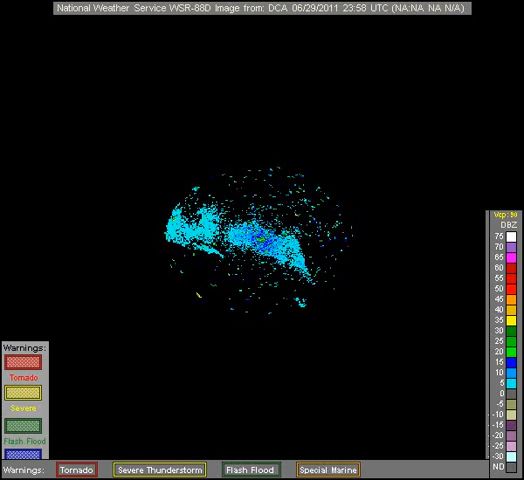 National Weather Service WSR-88D Image from: DCA 06/29/2011 23:58 UTC (NA:NA NA N/A)
Vcp: 90
DBZ
75
70
65
60
55
50
45
40
35
30
25
20
15
10
5
0
-5
-10
-15
-20
-25
-30
ND
Warnings:
Tornado
Severe
Flash Flood
Warnings: Tornado Severe Thunderstorm Flash Flood Special Marine